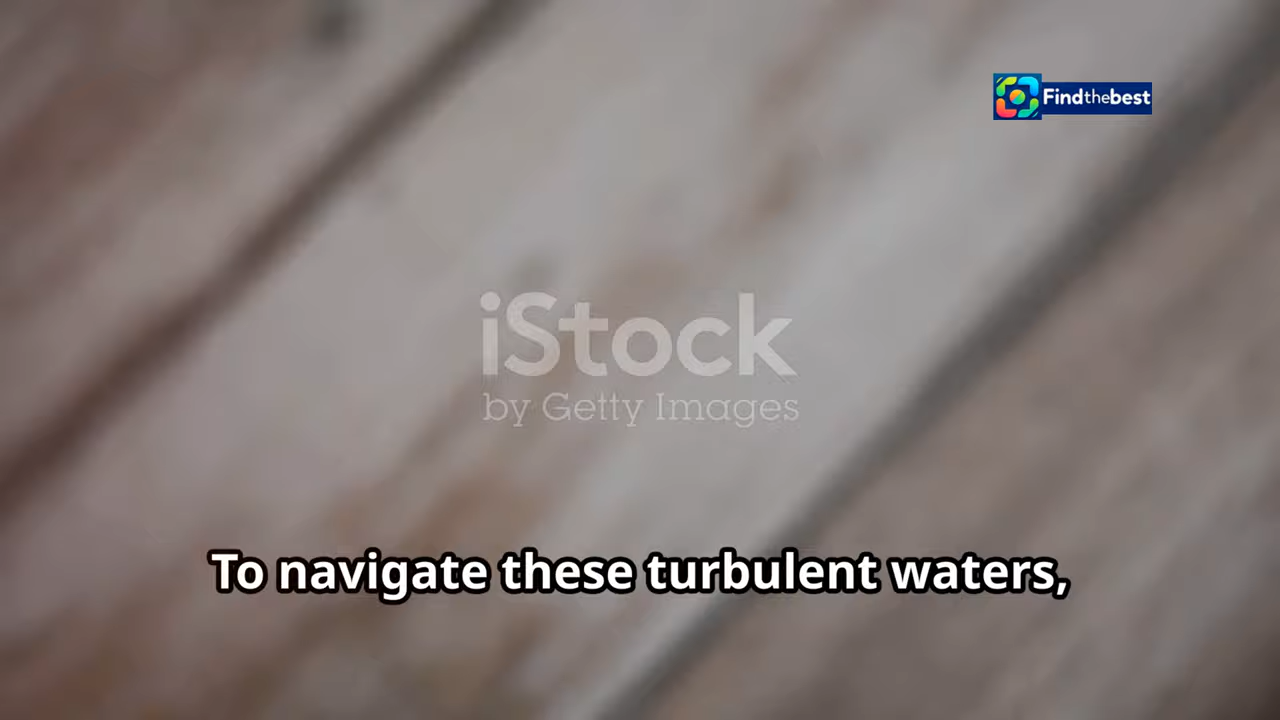 Findthebest
iStock
by Getty Images
To navigate these turbulent waters,